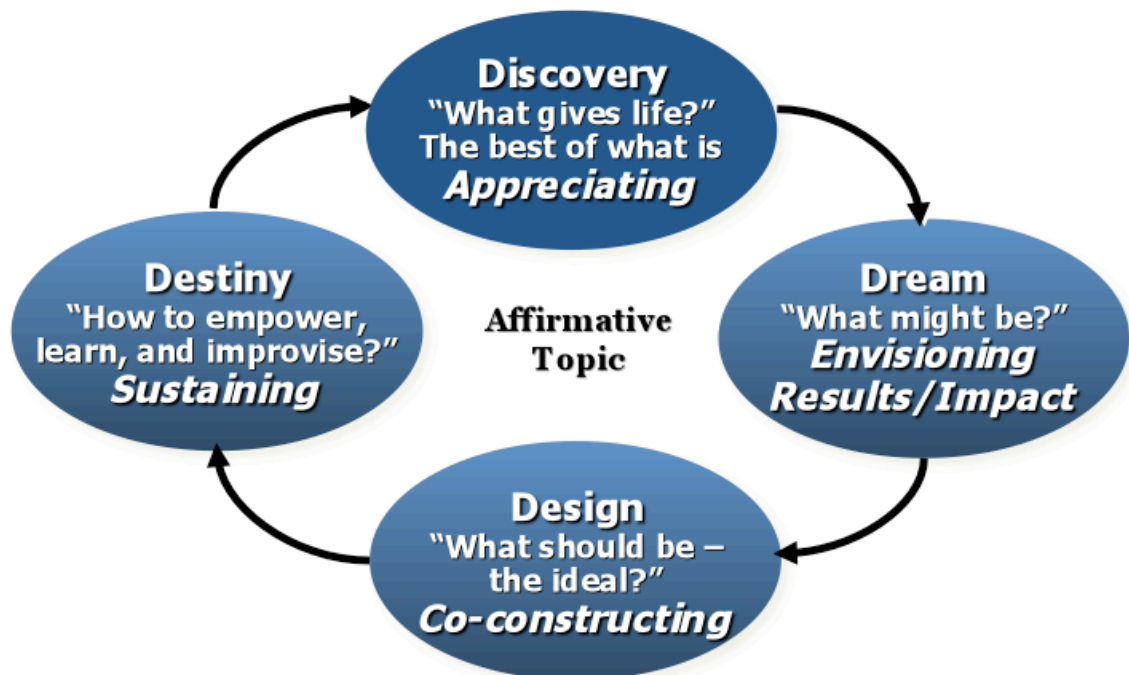 Discovery
“What gives life?”
The best of what is
Appreciating
Dream
“What might be?”
Envisioning
Results/Impact
Design
“What should be –
the ideal?”
Co-constructing
Destiny
“How to empower,
learn, and improvise?”
Sustaining
Affirmative
Topic